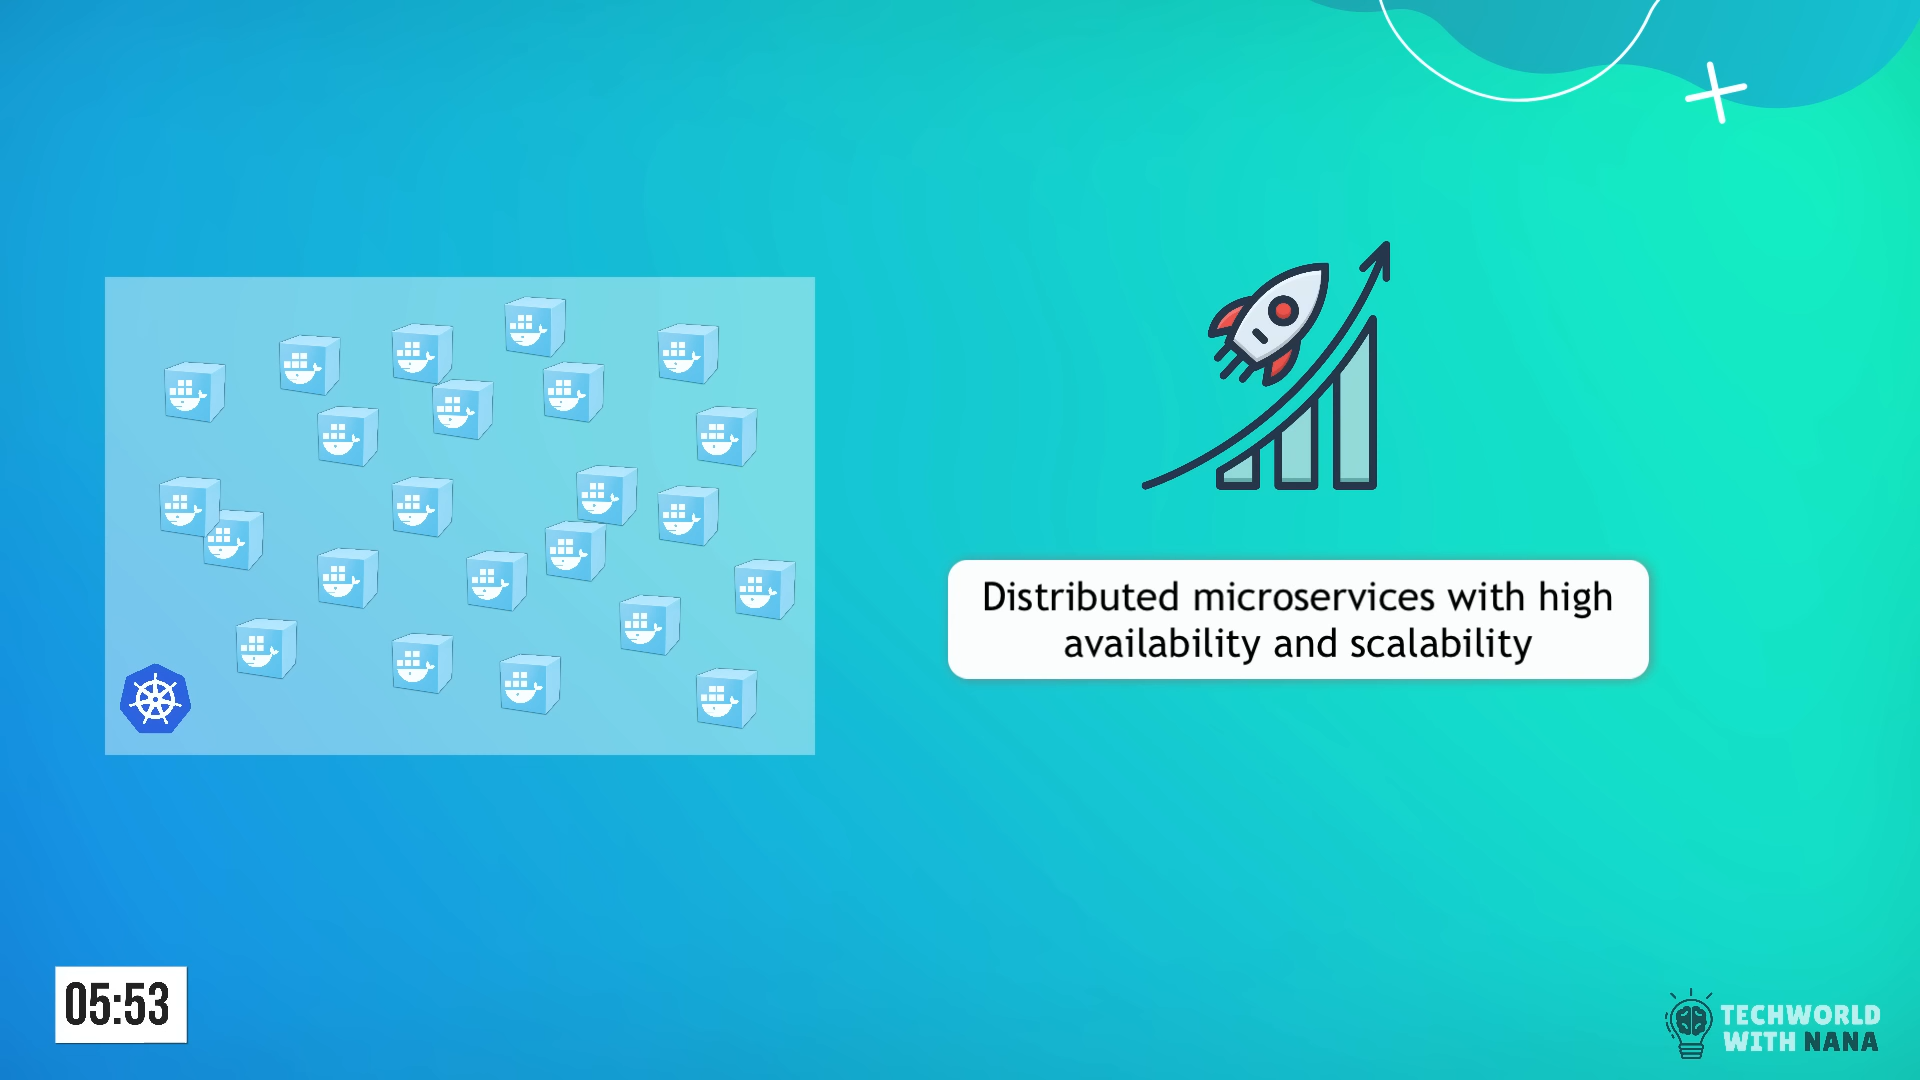 Distributed microservices with high
availability and scalability
05:53
TECHWORLD
WITH NANA